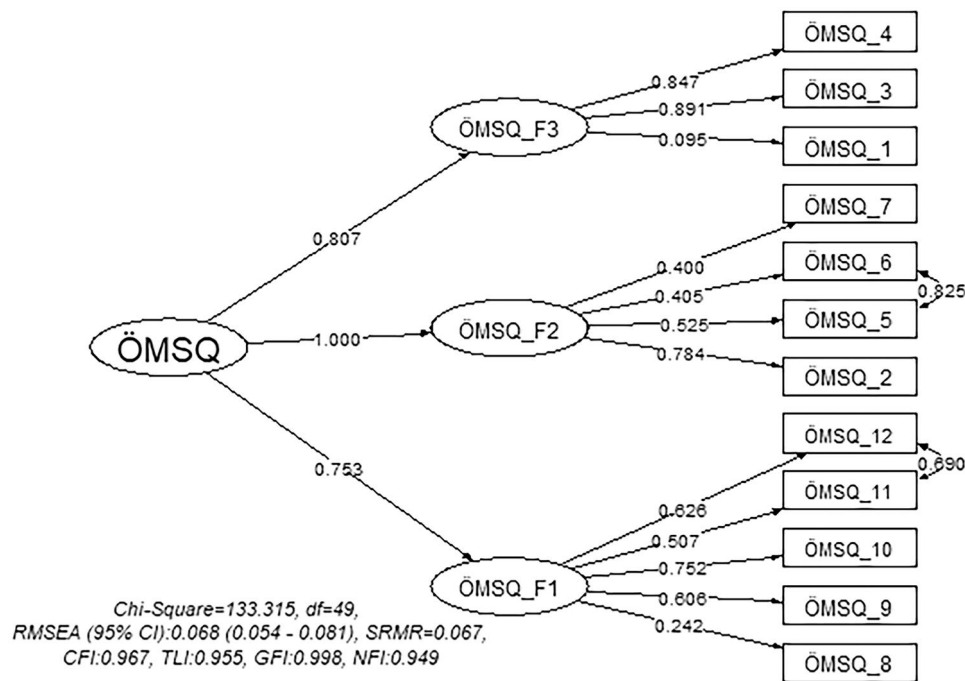 ÖMSQ_4
0.847
ÖMSQ_3
0.891
ÖMSQ_F3
0.095
ÖMSQ_1
ÖMSQ_7
0.807
0.400
ÖMSQ_6
0.405
0.825
ÖMSQ_F2
0.525
ÖMSQ_5
ÖMSQ
1.000
0.784
ÖMSQ_2
ÖMSQ_12
0.753
0.690
0.626
ÖMSQ_11
0.507
ÖMSQ_10
0.752
ÖMSQ_F1
0.606
ÖMSQ_9
0.242
ÖMSQ_8
Chi-Square=133.315, df=49,
RMSEA (95% CI):0.068 (0.054 - 0.081), SRMR=0.067,
CFI:0.967, TLI:0.955, GFI:0.998, NFI:0.949